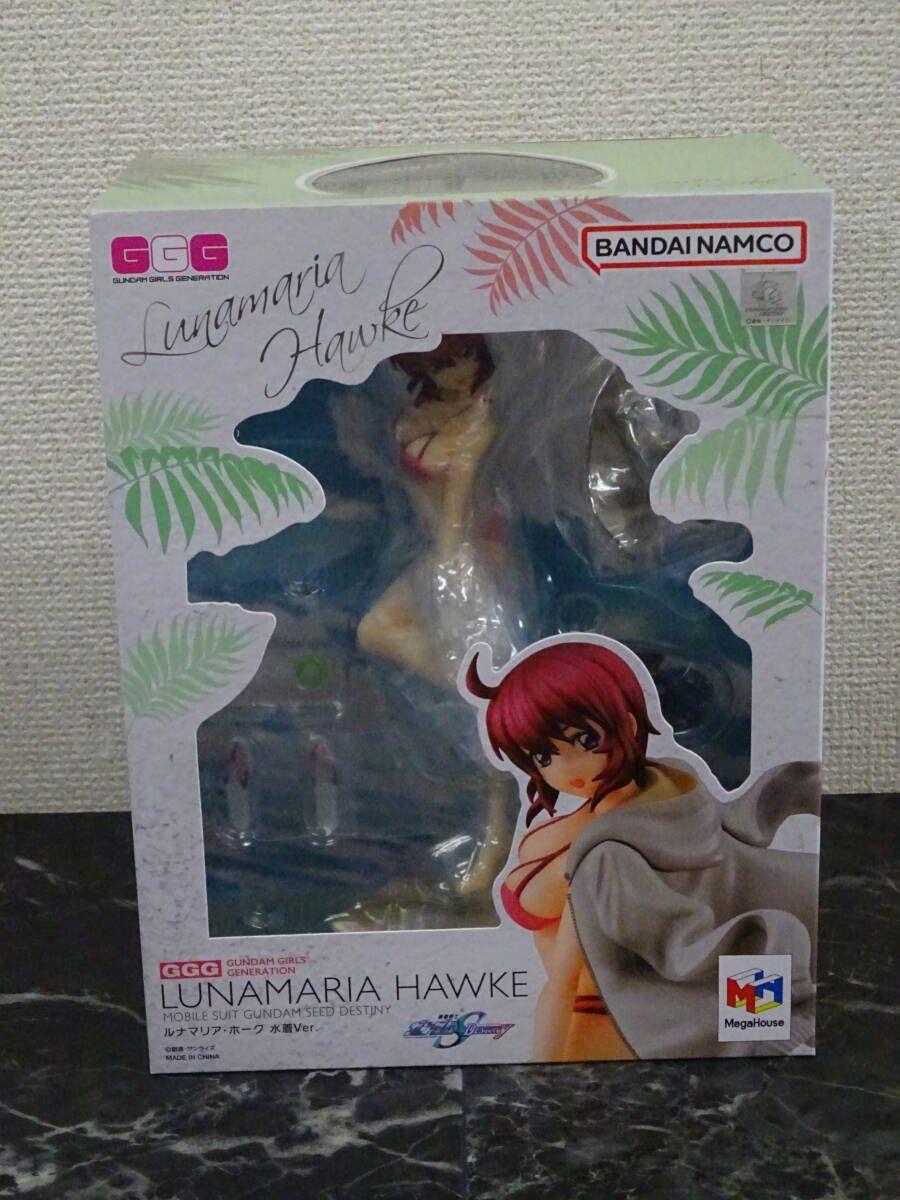 GGG
GUNDAM GIRLS GENERATION
Lunamaria
Hawke
BANDAI NAMCO
GGG GUNDAM GIRLS
GENERATION
LUNAMARIA HAWKE
MOBILE SUIT GUNDAM SEED DESTINY
ルナマリア・ホーク 水着Ver.
©創通・サンライズ
MADE IN CHINA
MegaHouse